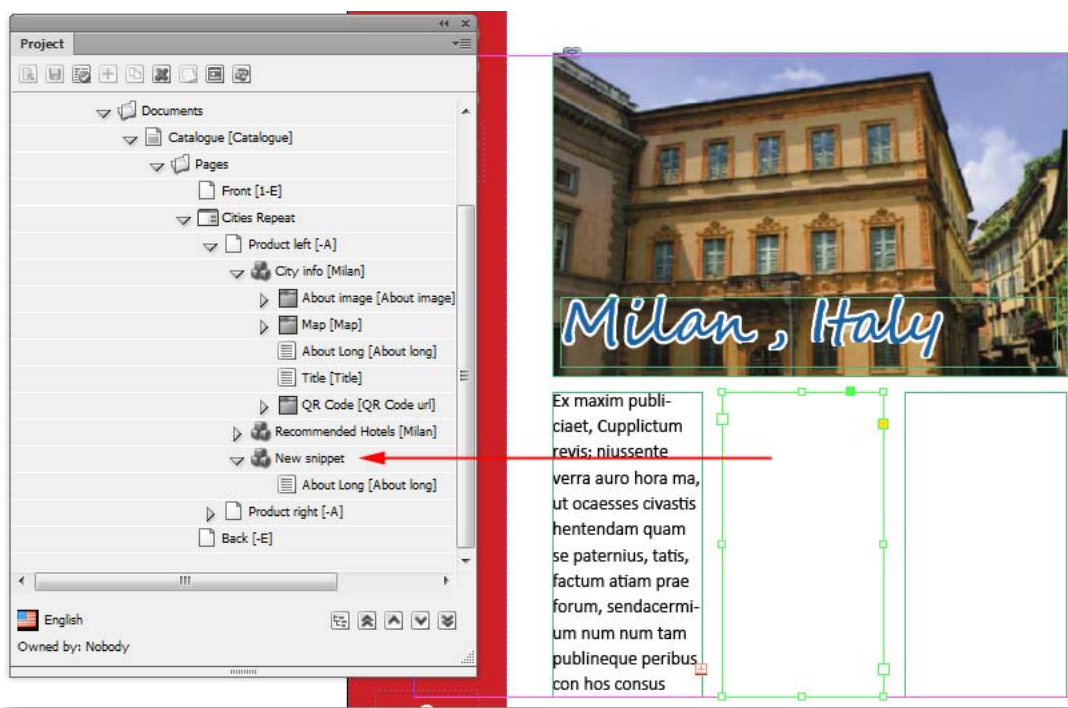 Project
Documents
Catalogue [Catalogue]
Pages
Front [1-E]
Cities Repeat
Product left [-A]
City info [Milan]
About image [About image]
Map [Map]
About Long [About long]
Title [Title]
QR Code [QR Code url]
Recommended Hotels [Milan]
New snippet
About Long [About long]
Product right [-A]
Back [-E]
English
Owned by: Nobody
Milan, Italy
Ex maxim publi-
ciaet, Cupplictum
revis; niussente
verra auro hora ma,
ut ocaesses civastis
hentendam quam
se paternius, tatis,
factum atiam prae
forum, sendacermi-
um num num tam
publineque peribus
con hos consus